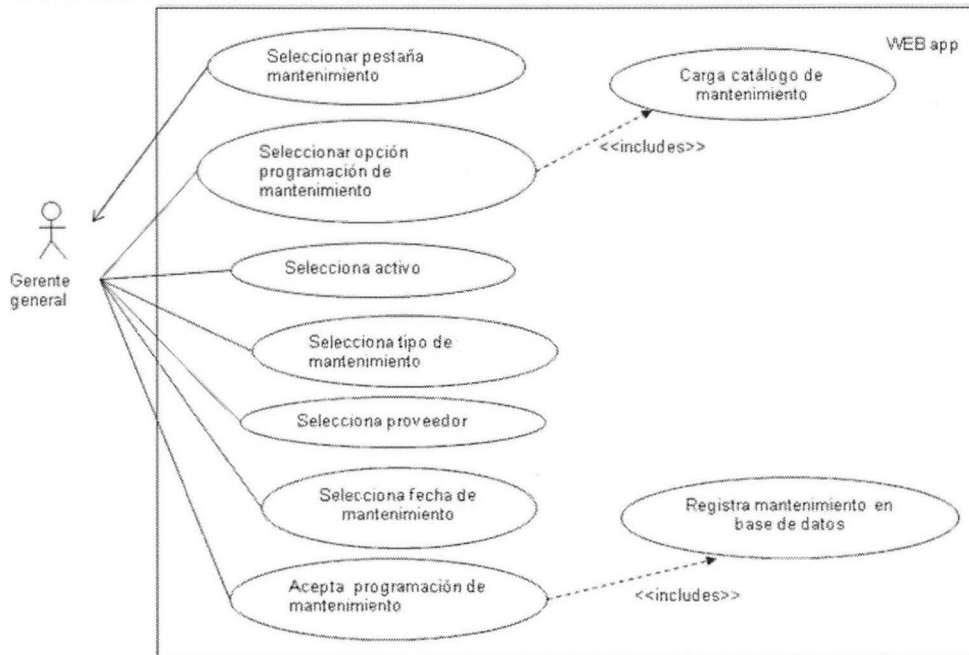 WEB app
Seleccionar pestaña
mantenimiento
Carga catálogo de
mantenimiento
<<includes>>
Seleccionar opción
programación de
mantenimiento
Gerente
general
Selecciona activo
Selecciona tipo de
mantenimiento
Selecciona proveedor
Selecciona fecha de
mantenimiento
Registra mantenimiento en
base de datos
Acepta programación de
mantenimiento
<<includes>>